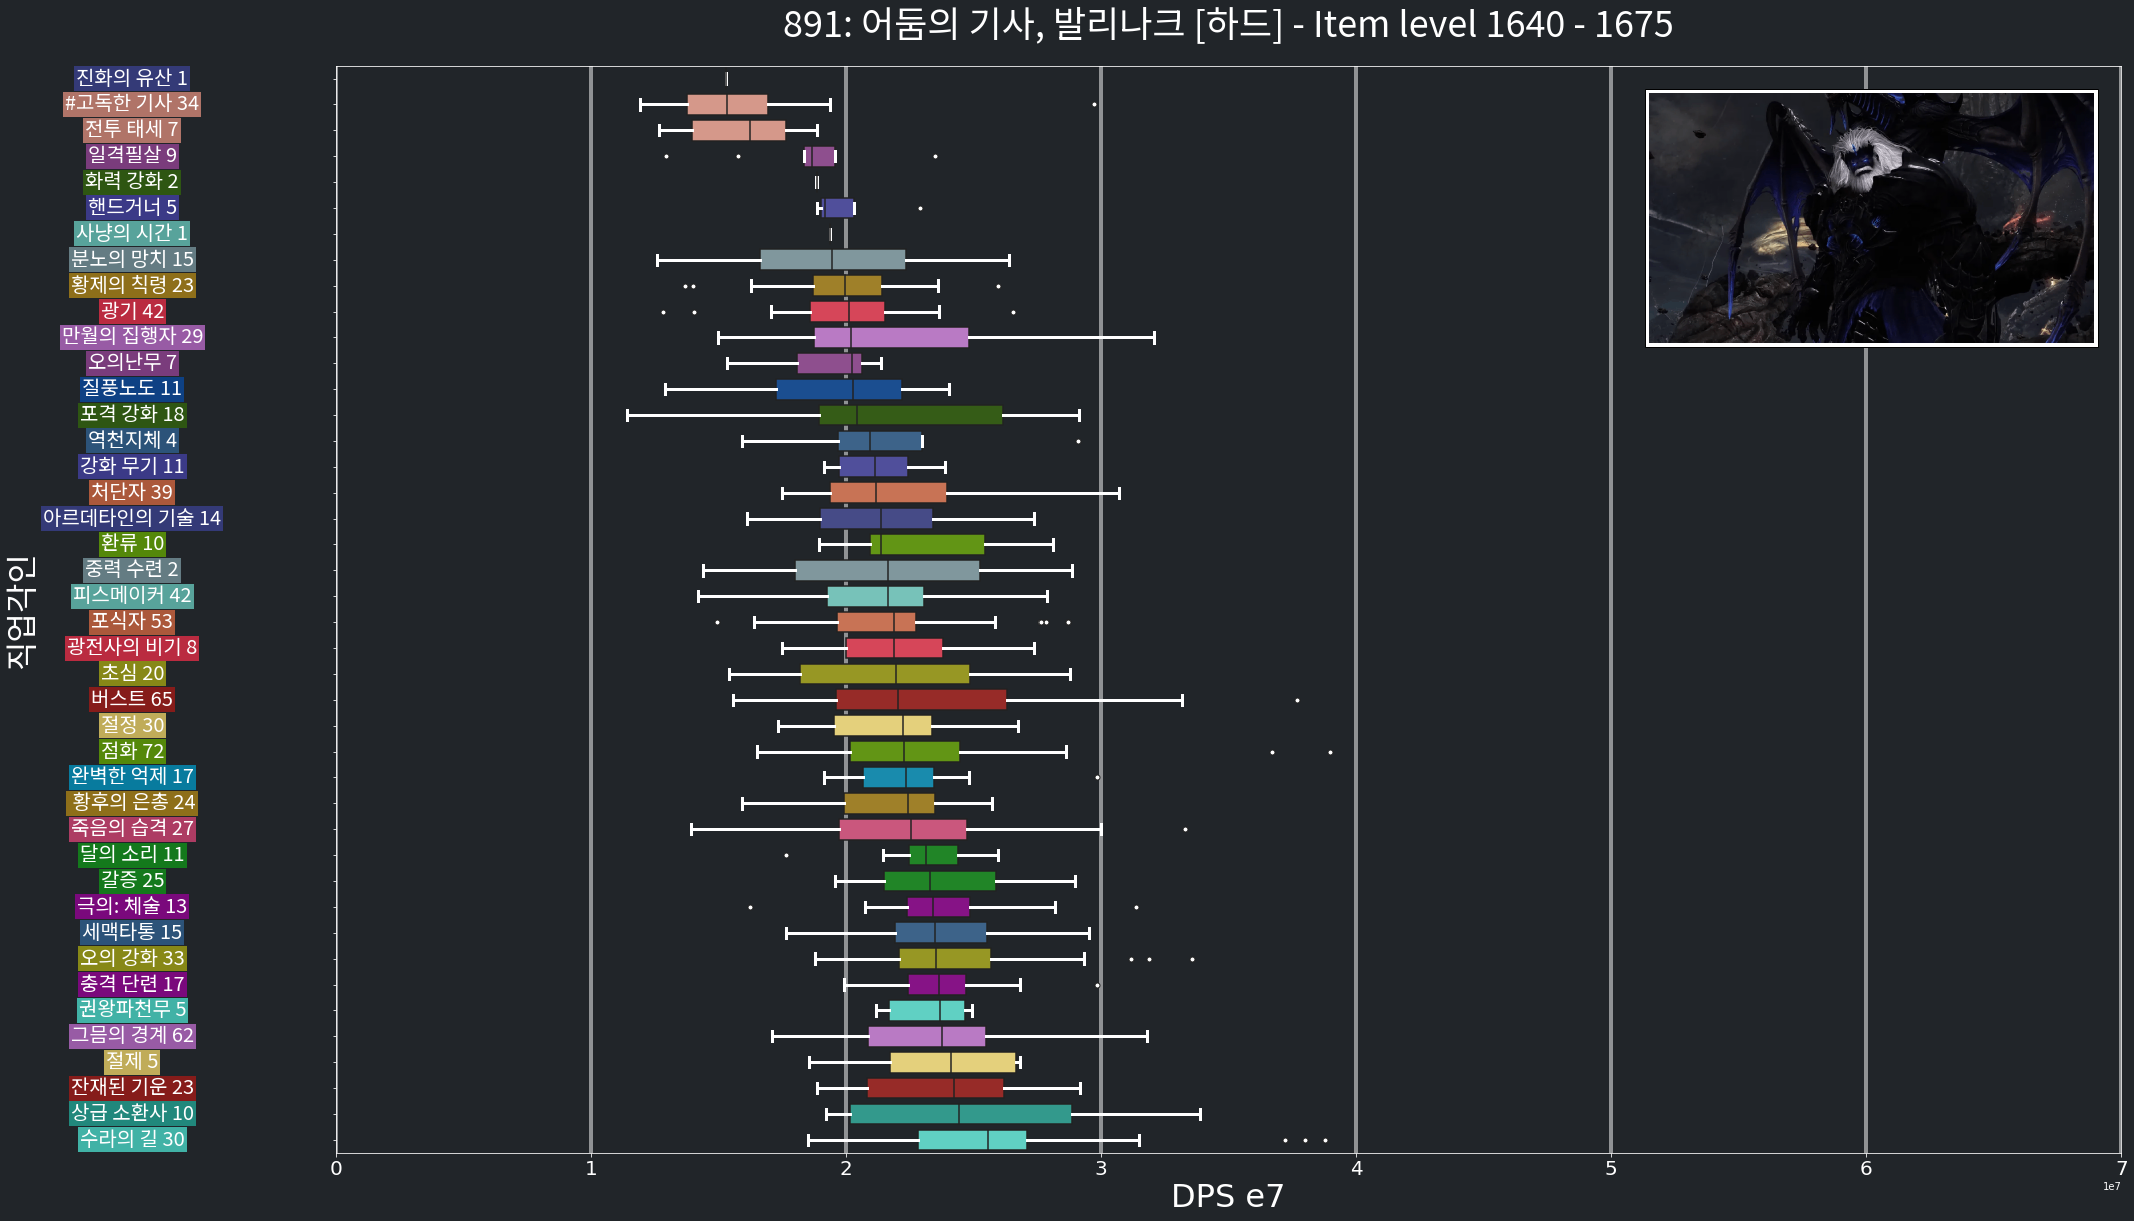 891: 어둠의 기사, 발리나크 [하드] - Item level 1640 - 1675
진화의 유산 1
#고독한 기사 34
전투 태세 7
일격필살 9
화력 강화 2
핸드거너 5
사냥의 시간 1
분노의 망치 15
황제의 칙령 23
광기 42
만월의 집행자 29
오의난무 7
질풍노도 11
포격 강화 18
역천지체 4
강화 무기 11
처단자 39
아르데타인의 기술 14
환류 10
중력 수련 2
피스메이커 42
포식자 53
광전사의 비기 8
초심 20
버스트 65
절정 30
점화 72
완벽한 억제 17
황후의 은총 24
죽음의 습격 27
달의 소리 11
갈증 25
극의: 체술 13
세맥타통 15
오의 강화 33
충격 단련 17
권왕파천무 5
그믐의 경계 62
절제 5
잔재된 기운 23
상급 소환사 10
수라의 길 30
직업각인
0 1 2 3 4 5 6 7
1e7
DPS e7